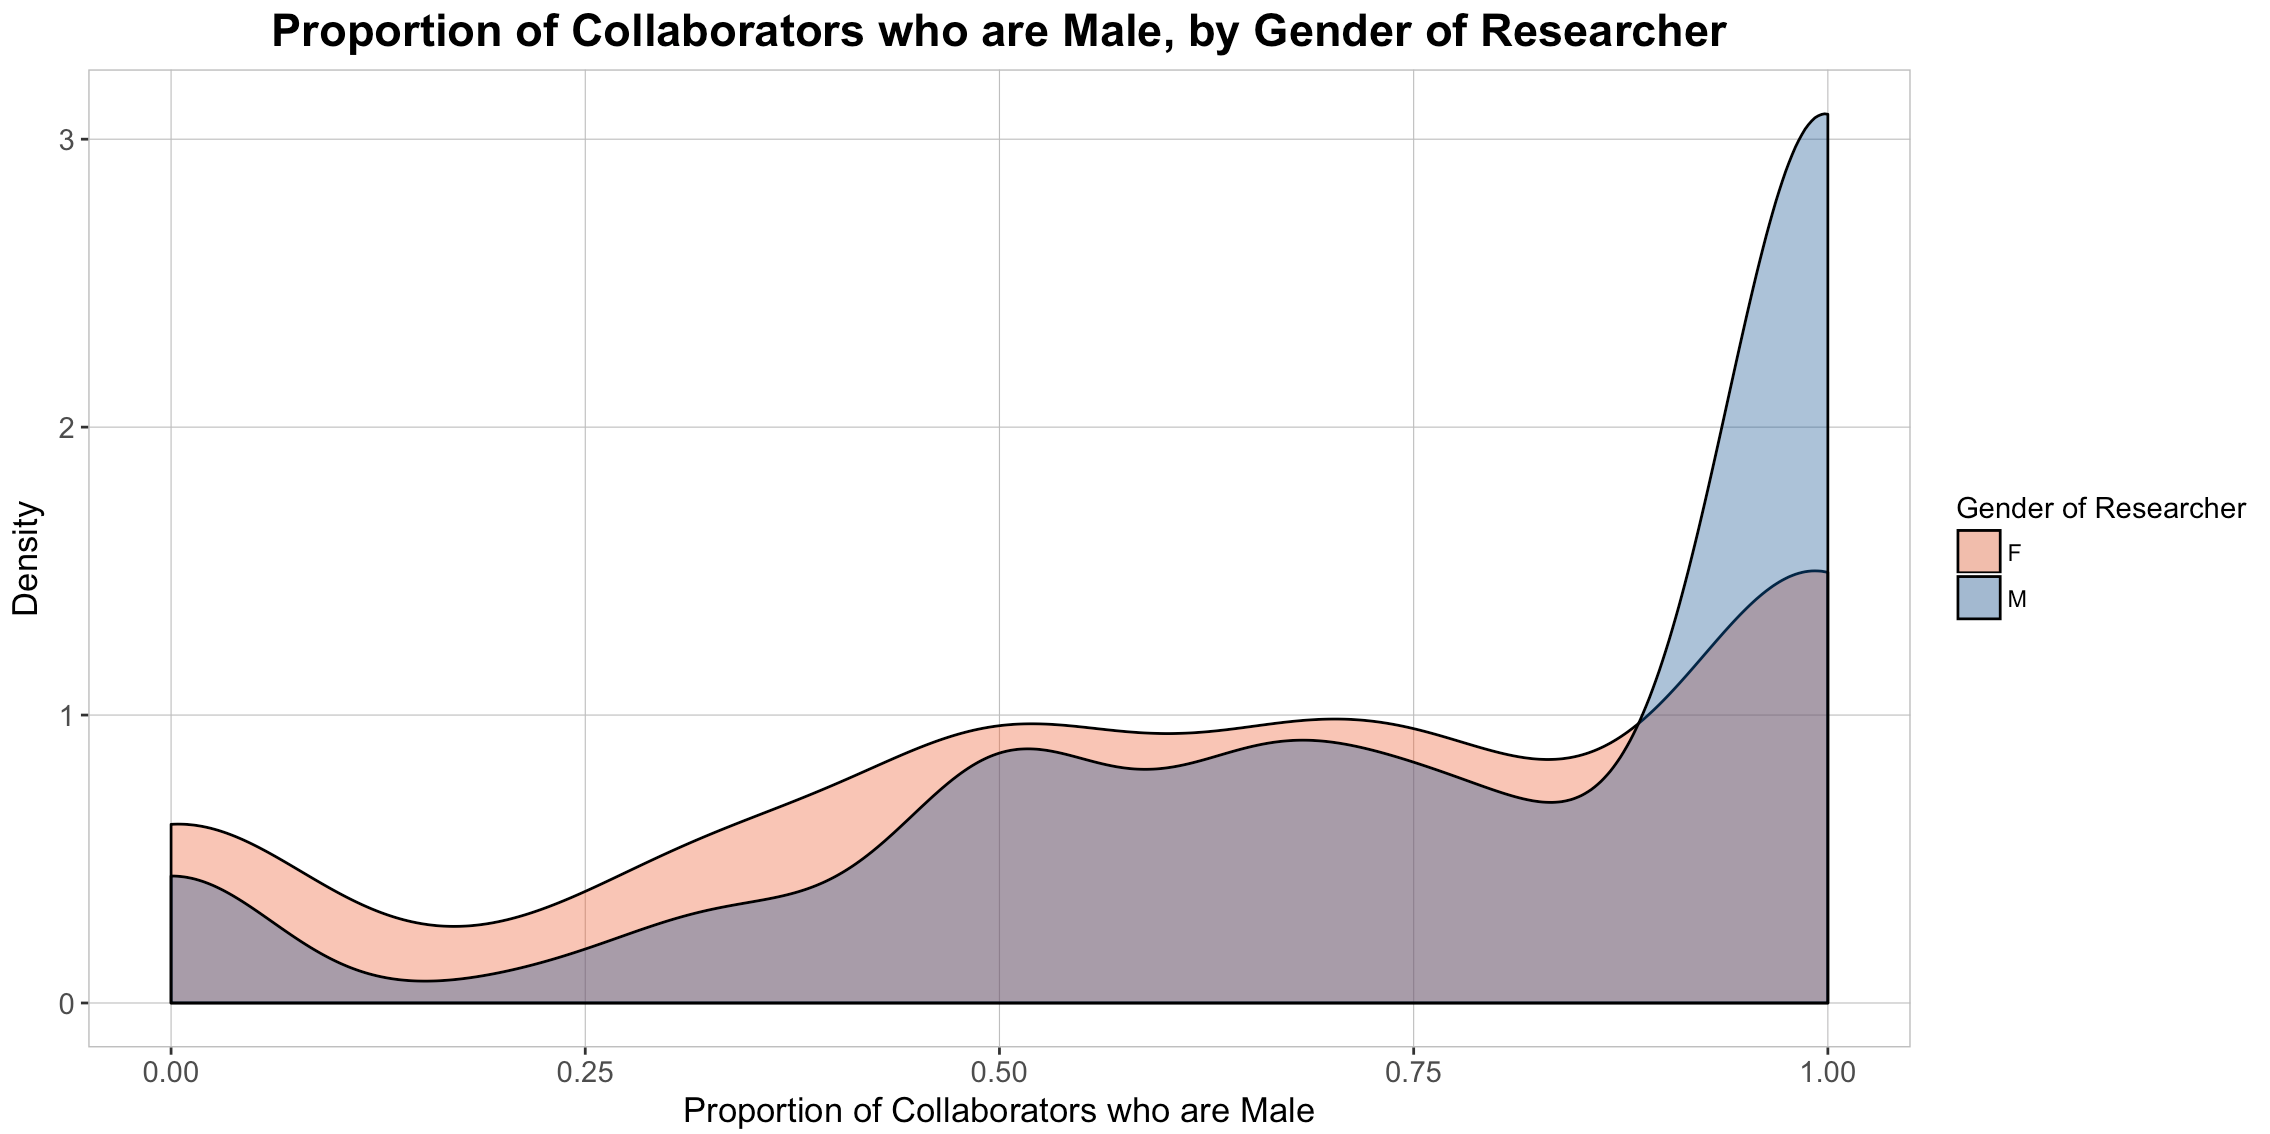 Proportion of Collaborators who are Male, by Gender of Researcher
3
2
1
0
Density
0.00 0.25 0.50 0.75 1.00
Proportion of Collaborators who are Male
Gender of Researcher
F
M